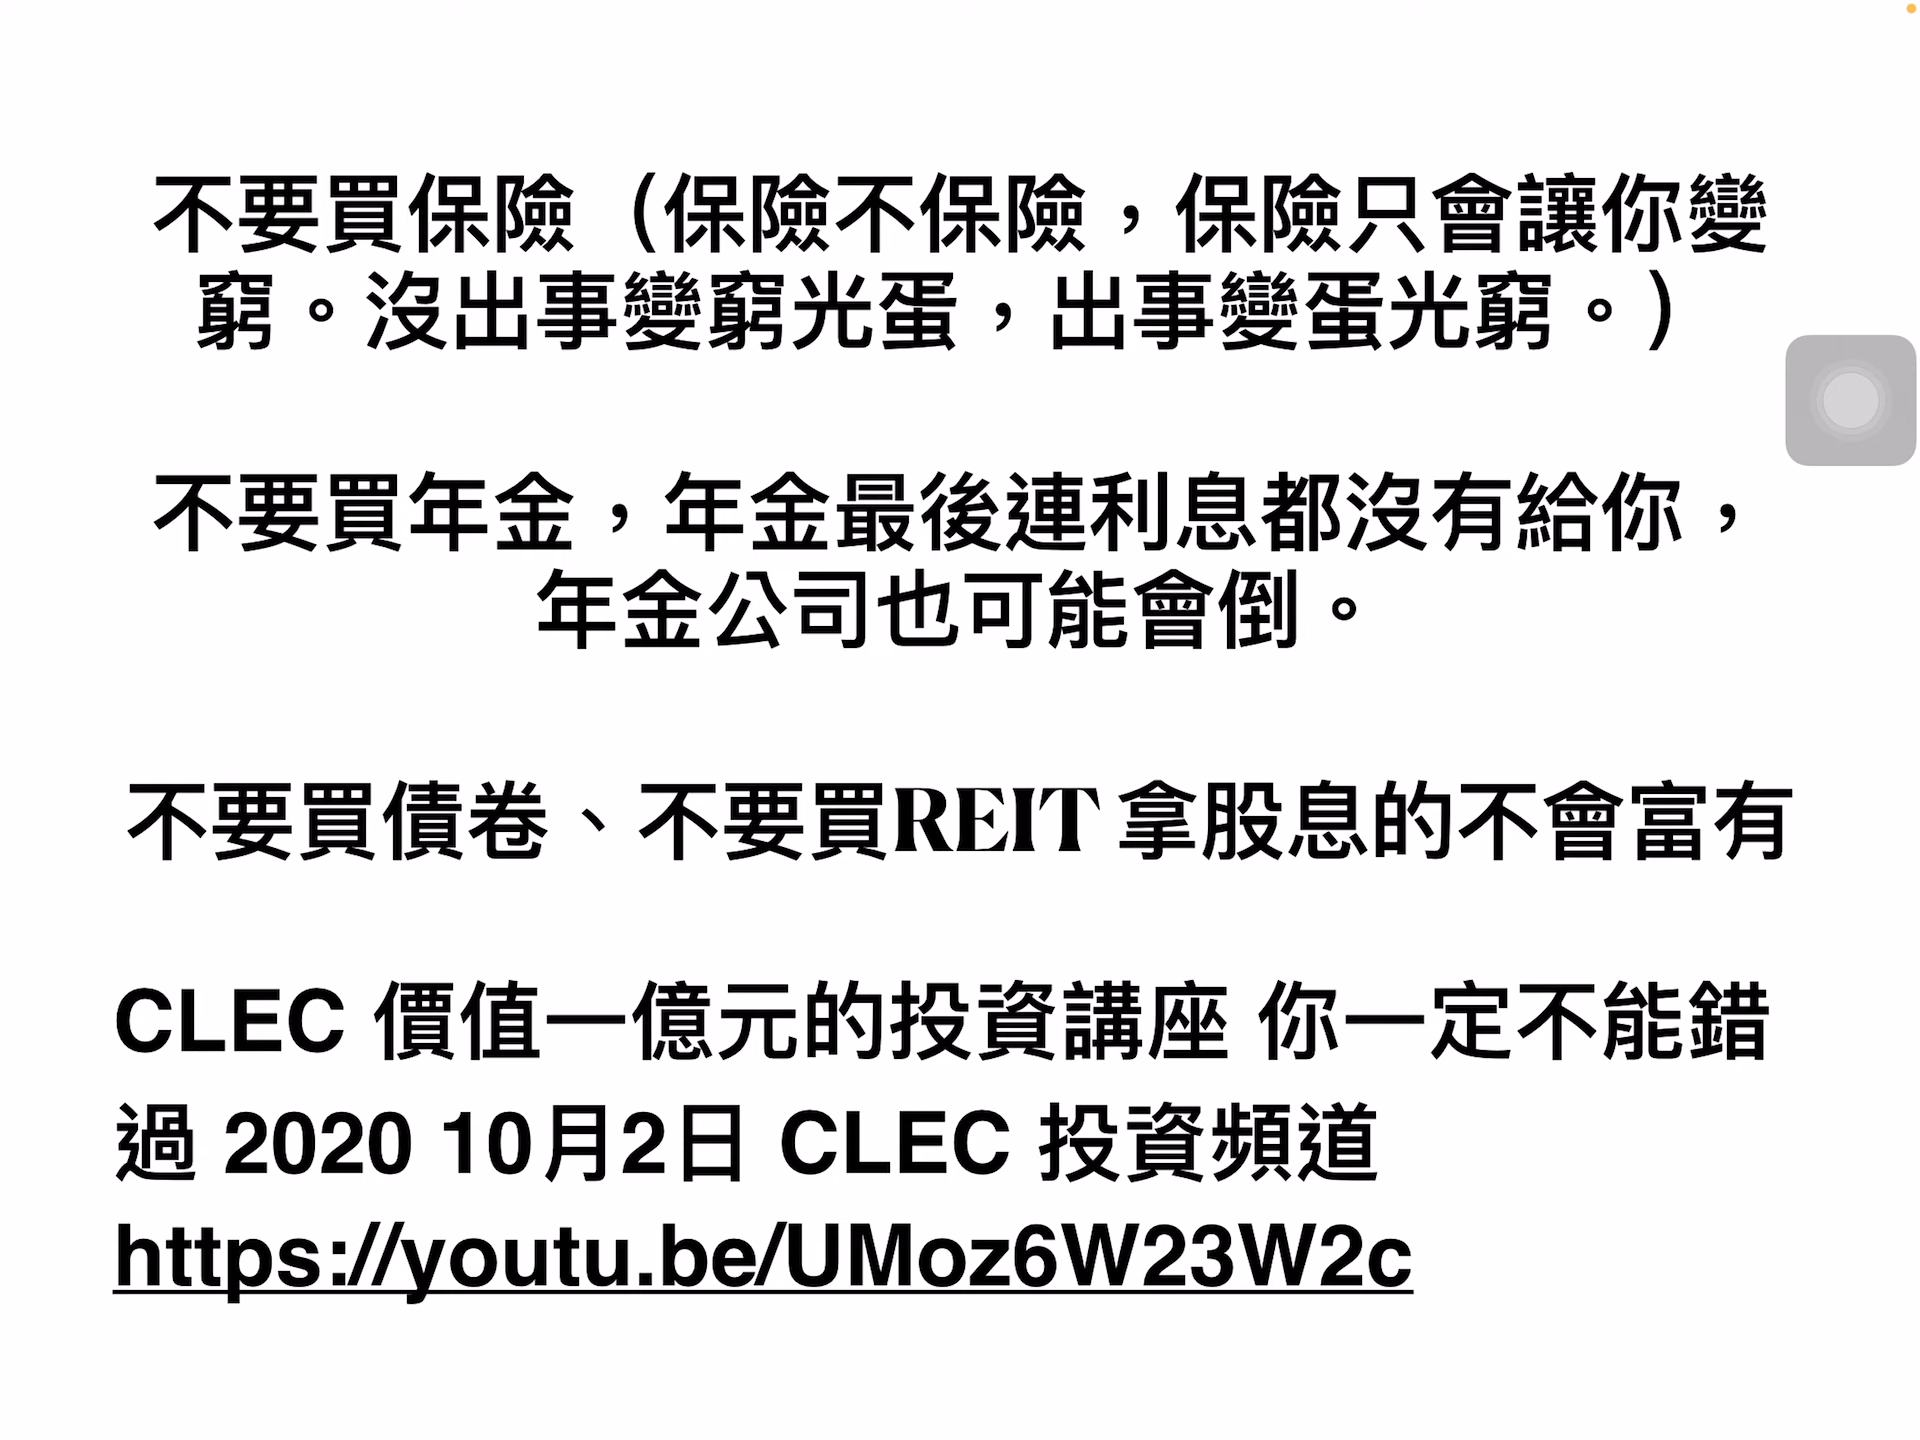 不要買保險（保險不保險，保險只會讓你變
窮。沒出事變窮光蛋，出事變蛋光窮。）
不要買年金，年金最後連利息都沒有給你，
年金公司也可能會倒。
不要買債卷、不要買REIT 拿股息的不會富有
CLEC 價值一億元的投資講座 你一定不能錯
過 2020 10月2日 CLEC 投資頻道
https://youtu.be/UMoz6W23W2c